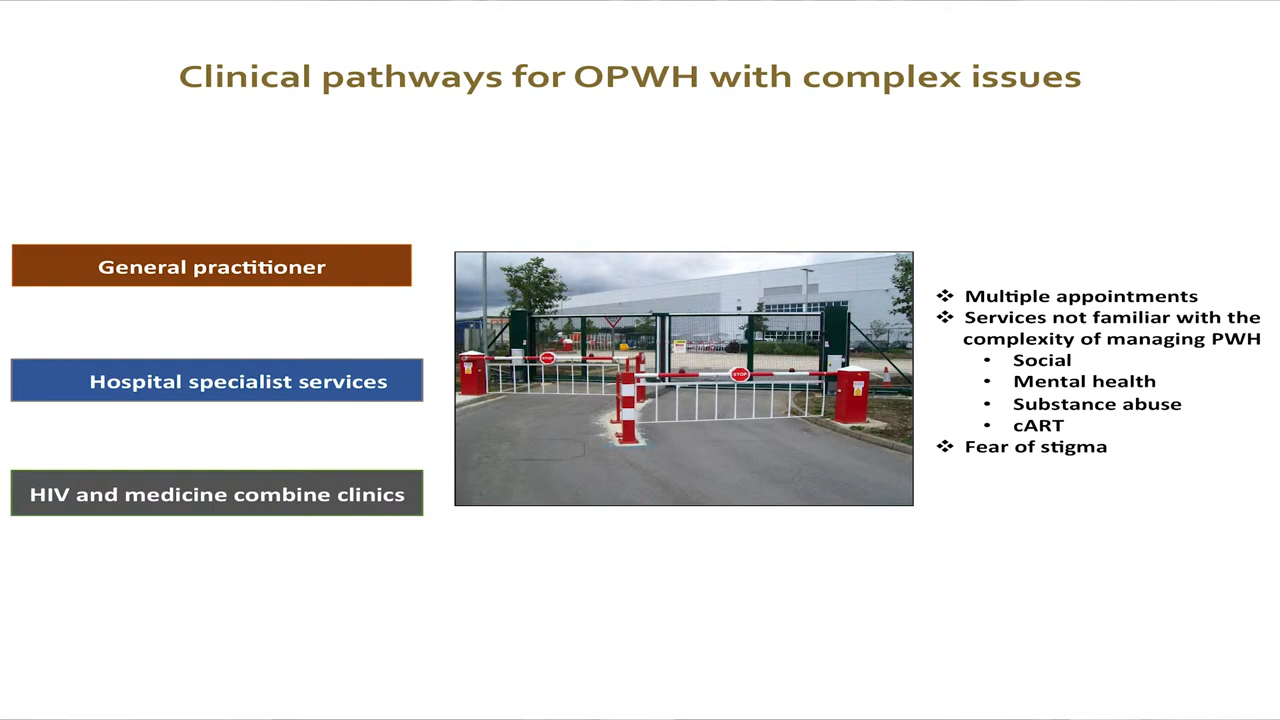 Clinical pathways for OPWH with complex issues
General practitioner
Hospital specialist services
HIV and medicine combine clinics
STOP
❖ Multiple appointments
❖ Services not familiar with the
complexity of managing PWH
• Social
• Mental health
• Substance abuse
• cART
❖ Fear of stigma